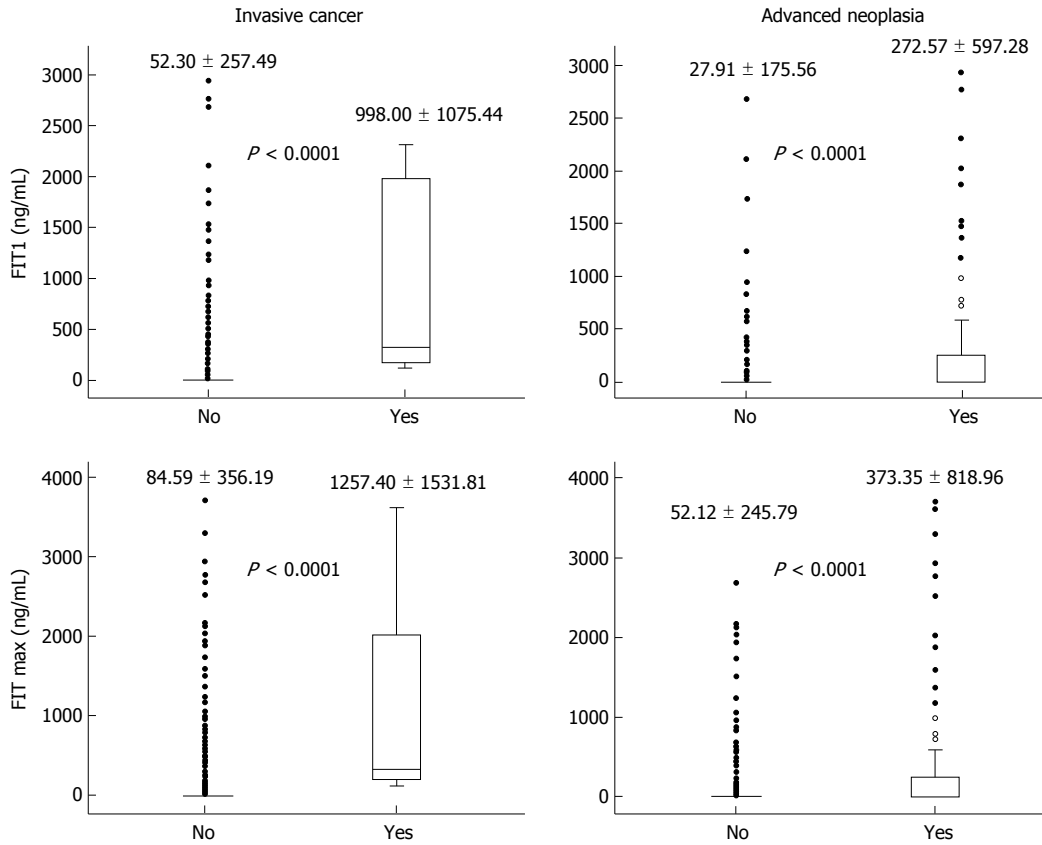 Invasive cancer
Advanced neoplasia
FIT1 (ng/mL)
3000
2500
2000
1500
1000
500
0
52.30 ± 257.49
998.00 ± 1075.44
P < 0.0001
No
Yes
3000
2500
2000
1500
1000
500
0
27.91 ± 175.56
272.57 ± 597.28
P < 0.0001
No
Yes
FIT max (ng/mL)
4000
3000
2000
1000
0
84.59 ± 356.19
1257.40 ± 1531.81
P < 0.0001
No
Yes
4000
3000
2000
1000
0
52.12 ± 245.79
373.35 ± 818.96
P < 0.0001
No
Yes